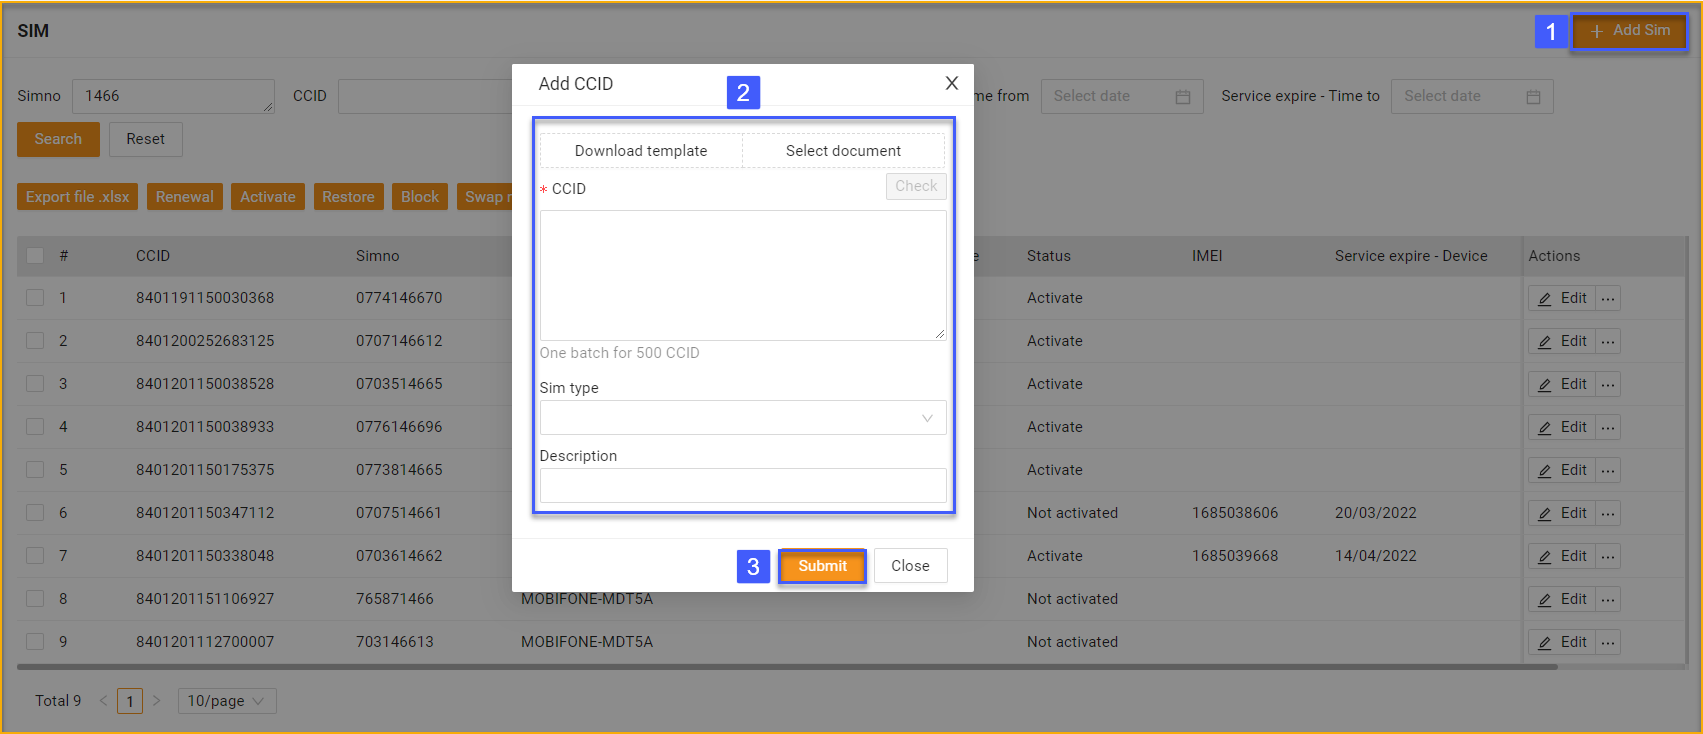 SIM
1
+ Add Sim
Simno 1466 CCID me from Select date Service expire - Time to Select date
Search Reset
Export file .xlsx Renewal Activate Restore Block Swap
# CCID Simno Status IMEI Service expire - Device Actions
1 8401191150030368 0774146670 Activate Edit ...
2 8401200252683125 0707146612 Activate Edit ...
3 8401201150038528 0703514665 Activate Edit ...
4 8401201150038933 0776146696 Activate Edit ...
5 8401201150175375 0773814665 Activate Edit ...
6 8401201150347112 0707514661 Not activated 1685038606 20/03/2022 Edit ...
7 8401201150338048 0703614662 Activate 1685039668 14/04/2022 Edit ...
8 8401201151106927 765871466 MOBIFONE-MDT5A Not activated Edit ...
9 8401201112700007 703146613 MOBIFONE-MDT5A Not activated Edit ...
Total 9 < 1 > 10/page
Add CCID
X
2
Download template Select document
* CCID Check
One batch for 500 CCID
Sim type
Description
3
Submit Close